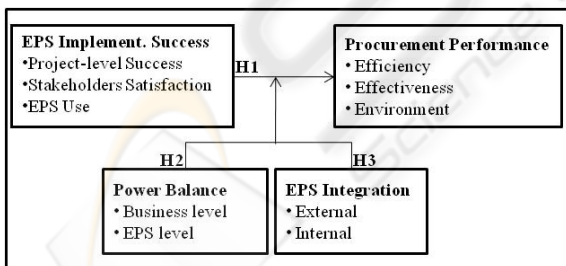 EPS Implement. Success
•Project-level Success
•Stakeholders Satisfaction
•EPS Use
H1
Procurement Performance
• Efficiency
• Effectiveness
• Environment
H2
H3
Power Balance
• Business level
• EPS level
EPS Integration
• External
• Internal
Science